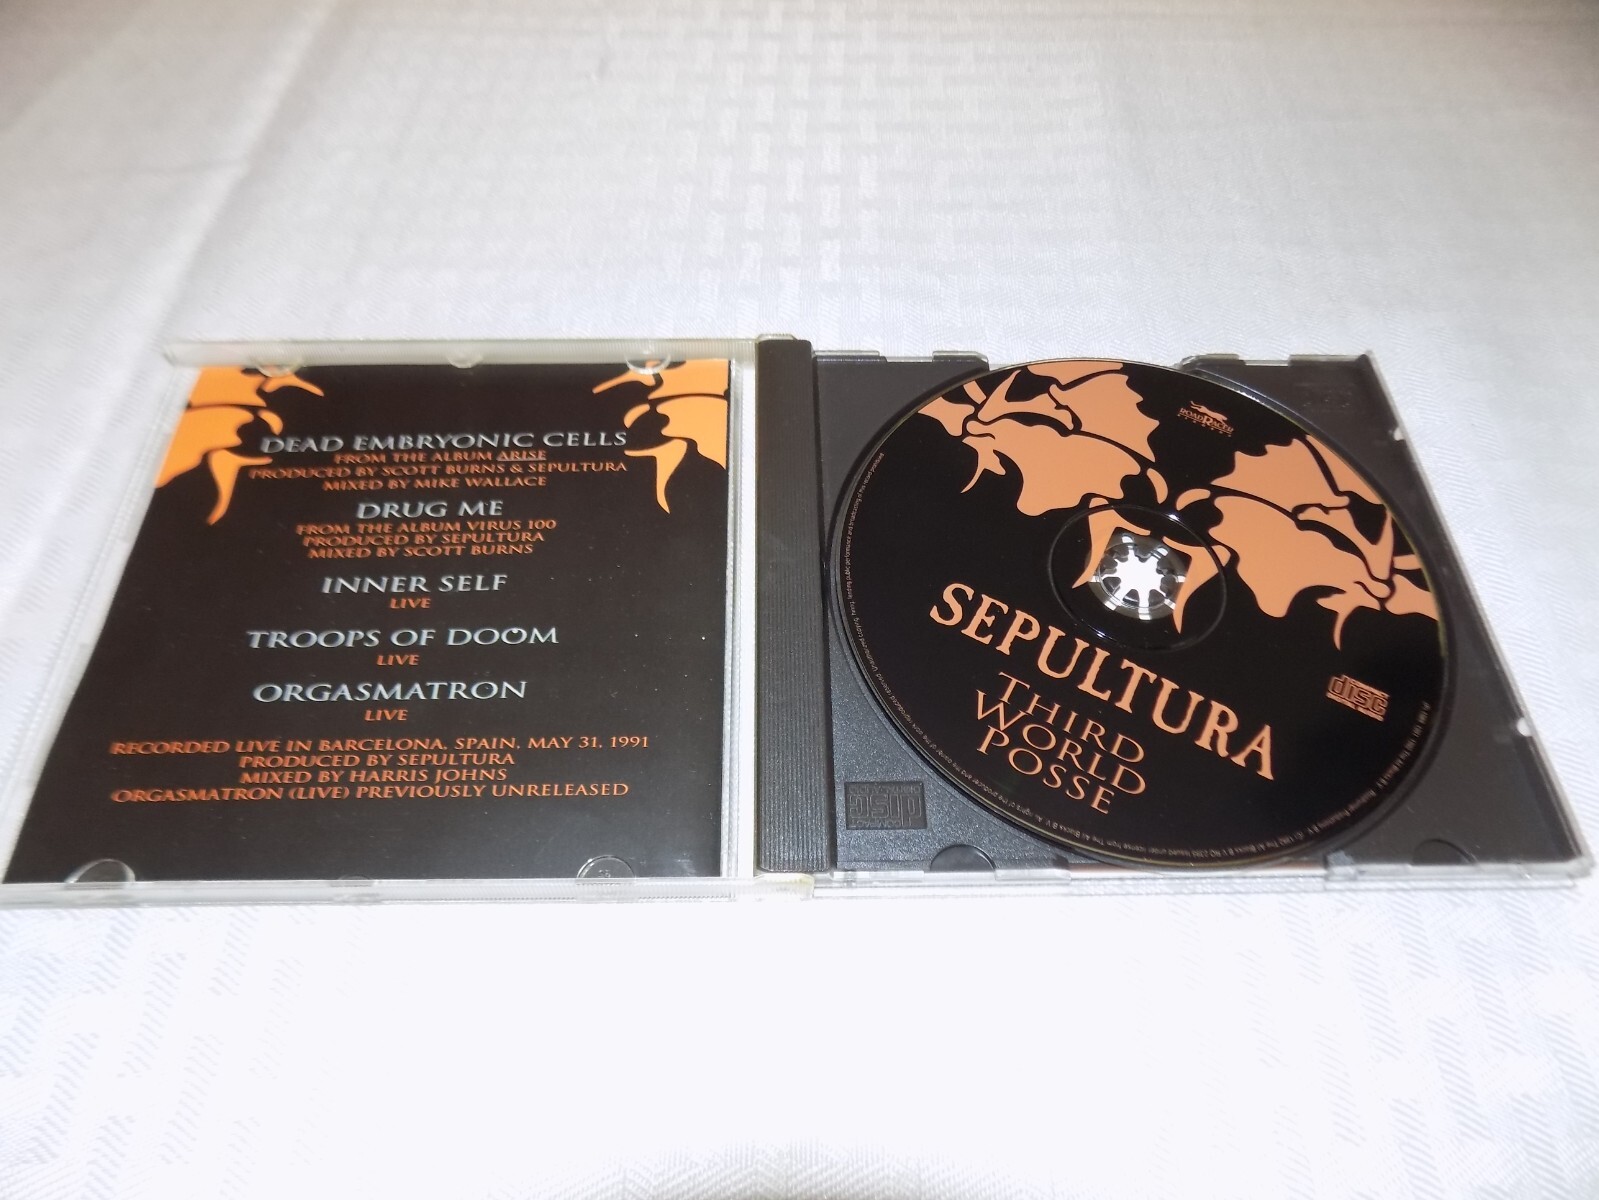 DEAD EMBRYONIC CELLS
FROM THE ALBUM ARISE
PRODUCED BY SCOTT BURNS & SEPULTURA
MIXED BY MIKE WALLACE
DRUG ME
FROM THE ALBUM VIRUS 100
PRODUCED BY SEPULTURA
MIXED BY SCOTT BURNS
INNER SELF
LIVE
TROOPS OF DOOM
LIVE
ORGASMATRON
LIVE
RECORDED LIVE IN BARCELONA, SPAIN, MAY 31, 1991
PRODUCED BY SEPULTURA
MIXED BY HARRIS JOHNS
ORGASMATRON (LIVE) PREVIOUSLY UNRELEASED
ROADRACER
SEPULTURA
THIRD
WORLD
POSSE
disc